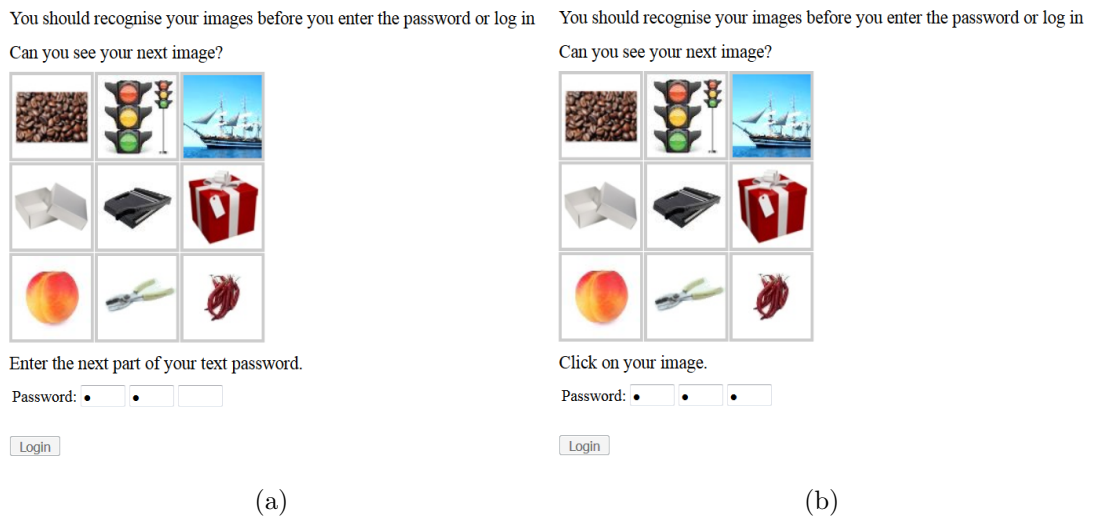 You should recognise your images before you enter the password or log in
Can you see your next image?
Enter the next part of your text password.
Password:
Login
(a)
You should recognise your images before you enter the password or log in
Can you see your next image?
Click on your image.
Password:
Login
(b)